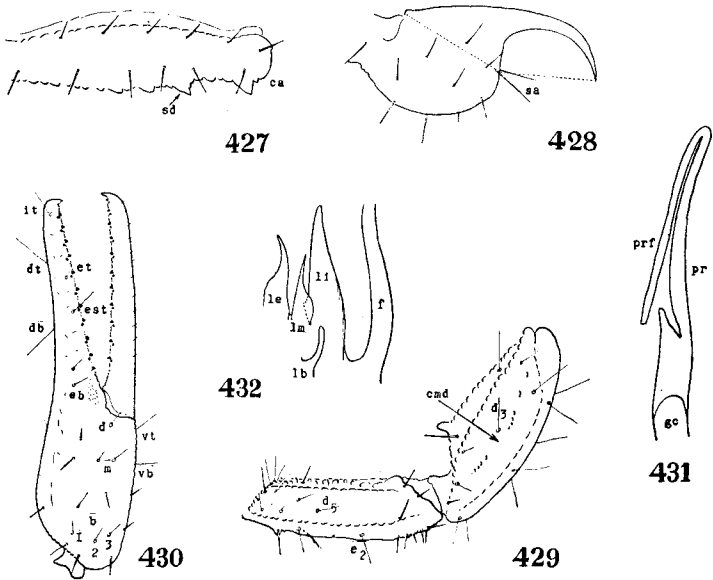 ca
sd
427
sa
428
it
dt
et
est
db̄
eb
d
vt
m
vb
b̄
1
2
3
430
le
li
lm
lb
f
432
cmd
d3
d5
e2
429
prf
pr
gc
431